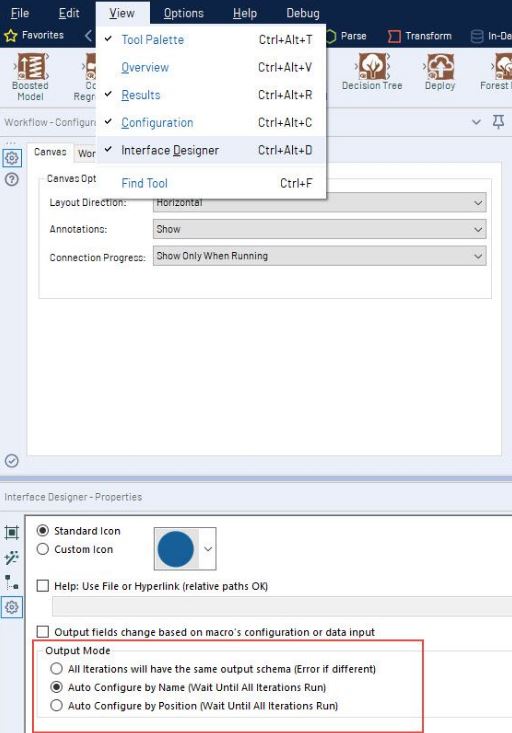 File Edit View Options Help Debug
Favorites Parse Transform In-Da
Tool Palette Ctrl+Alt+T
Overview Ctrl+Alt+V
Results Ctrl+Alt+R
Configuration Ctrl+Alt+C
Interface Designer Ctrl+Alt+D
Find Tool Ctrl+F
Boosted
Model
Co
Regr
Decision Tree
Deploy
Forest
Workflow - Configur
Canvas Wor
Canvas Opt
Layout Direction: Horizontal
Annotations: Show
Connection Progress: Show Only When Running
Interface Designer - Properties
Standard Icon
Custom Icon
Help: Use File or Hyperlink (relative paths OK)
Output fields change based on macro's configuration or data input
Output Mode
All Iterations will have the same output schema (Error if different)
Auto Configure by Name (Wait Until All Iterations Run)
Auto Configure by Position (Wait Until All Iterations Run)